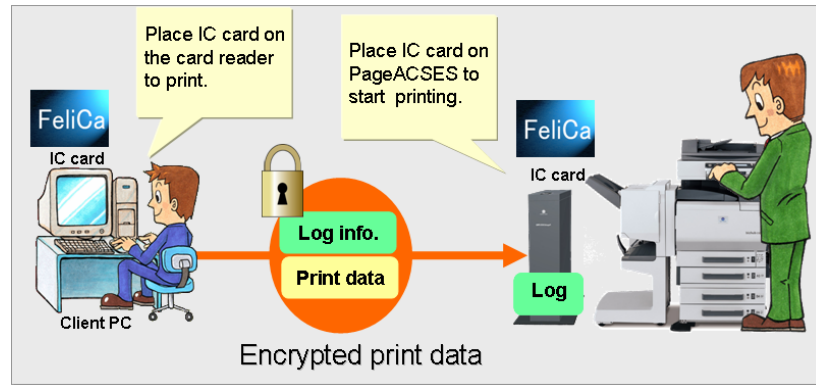 Place IC card on
the card reader
to print.
Place IC card on
PageACSES to
start printing.
FeliCa
IC card
FeliCa
IC card
Log info.
Print data
Log
Client PC
Encrypted print data